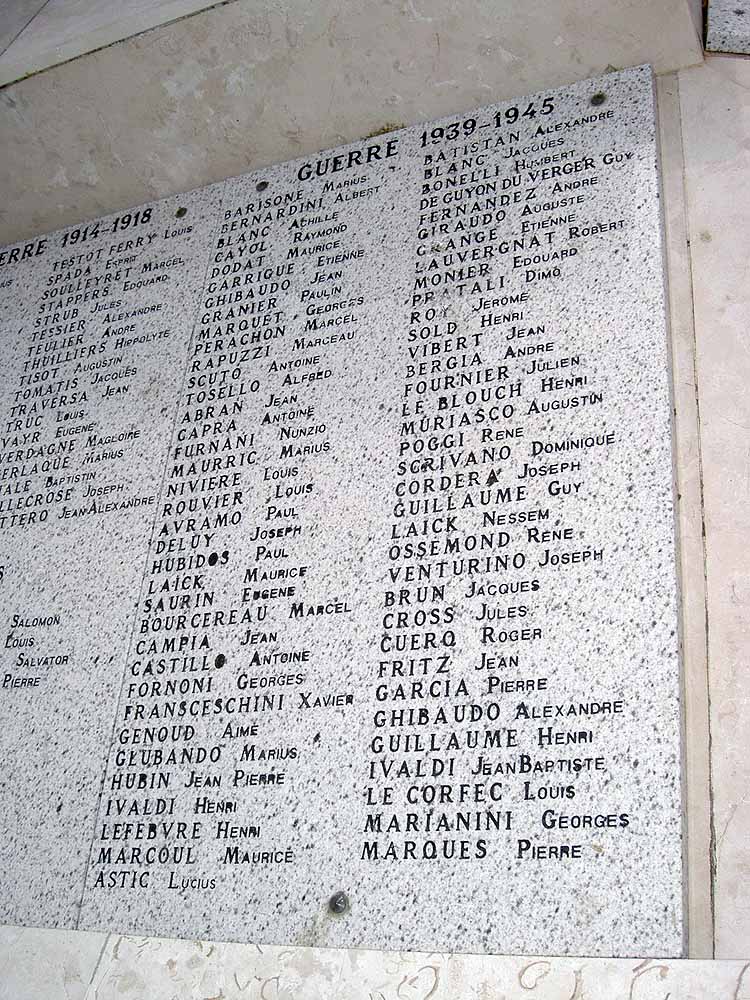 ERRE 1914-1918
TESTOT FERRY LOUIS
SPADA ESPRIT
SOULLEYRET MARCEL
STAPPERS EDOUARD
STRUB JULES
TESSIER ALEXANDRE
TEULIER ANDRE
THUILLIERS HIPPOLYTE
TISOT AUGUSTIN
TOMATIS JACQUES
TRAVERSA JEAN
TRUC LOUIS
VAYR EUGENE
VERDAGNE MAGLOIRE
ERLAQUE MARIUS
ALE BAPTISTIN
LLECROSE JOSEPH
TTERO JEAN ALEXANDRE
SALOMON
LOUIS
SALVATOR
PIERRE
GUERRE 1939-1945
BARISONE MARIUS
BERNARDINI ALBERT
BLANC ACHILLE
CAYOL RAYMOND
DODAT MAURICE
GARRIGUE ETIENNE
GHIBAUDO JEAN
GRANIER PAULIN
MARQUET GEORGES
PERACHON MARCEL
RAPUZZI MARCEAU
SCUTO ANTOINE
TOSELLO ALFRED
ABRAN JEAN
CAPRA ANTOINE
FURNANI NUNZIO
MAURRIC MARIUS
NIVIERE LOUIS
ROUVIER LOUIS
AVRAMO PAUL
DELUY JOSEPH
HUBIDOS PAUL
LAICK MAURICE
SAURIN EUGENE
BOURCEREAU MARCEL
CAMPIA JEAN
CASTILLO ANTOINE
FORNONI GEORGES
FRANSCESCHINI XAVIER
GENOUD AIMÉ
GLUBANDO MARIUS
HUBIN JEAN PIERRE
IVALDI HENRI
LEFEBVRE HENRI
MARCOUL MAURICE
ASTIC LUCIUS
BATISTAN ALEXANDRE
BLANC JACQUES
BONELLI HUMBERT
DE GUYON DU VERGER GUY
FERNANDEZ ANDRE
GIRAUDO AUGUSTE
GRANGE ETIENNE
LAUVERGNAT ROBERT
MONIER EDOUARD
PRATALI DIMO
ROY JEROME
SOLD HENRI
VIBERT JEAN
BERGIA ANDRE
FOURNIER JULIEN
LE BLOUCH HENRI
MURIASCO AUGUSTIN
POGGI RENE
SCRIVANO DOMINIQUE
CORDERA JOSEPH
GUILLAUME GUY
LAICK NESSEM
OSSEMOND RENE
VENTURINO JOSEPH
BRUN JACQUES
CROSS JULES
CUERQ ROGER
FRITZ JEAN
GARCIA PIERRE
GHIBAUDO ALEXANDRE
GUILLAUME HENRI
IVALDI JEAN BAPTISTE
LE CORFEC LOUIS
MARIANINI GEORGES
MARQUES PIERRE